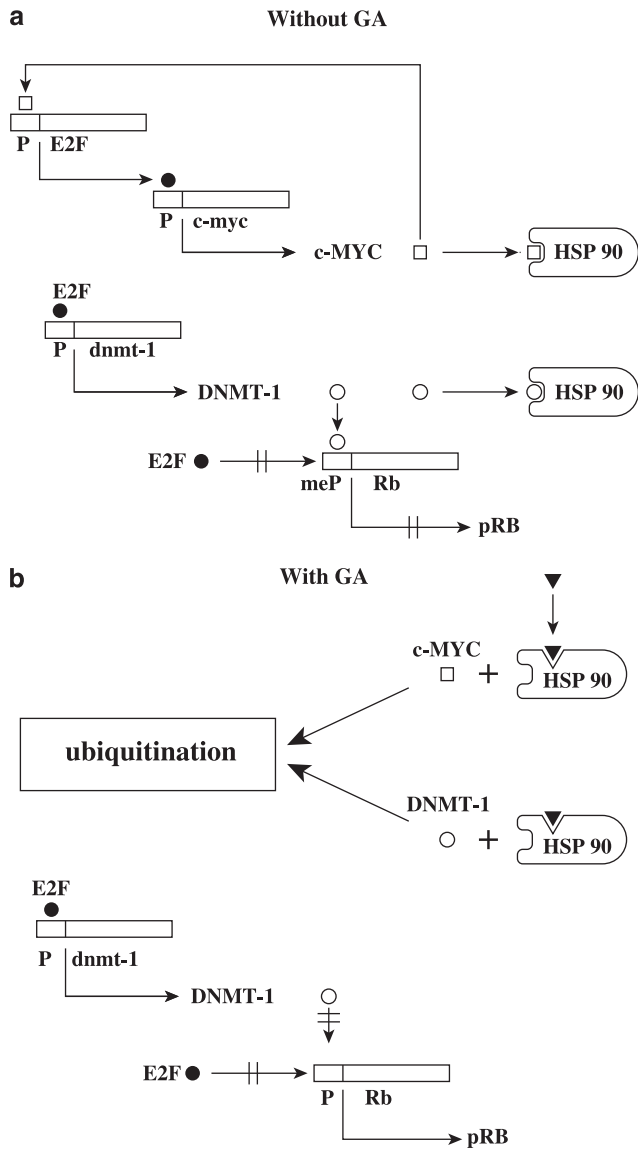 a
Without GA
P E2F
P c-myc
c-MYC
HSP 90
E2F
P dnmt-1
DNMT-1
HSP 90
E2F
meP Rb
pRB
b
With GA
c-MYC
+
HSP 90
ubiquitination
DNMT-1
+
HSP 90
E2F
P dnmt-1
DNMT-1
E2F
P Rb
pRB